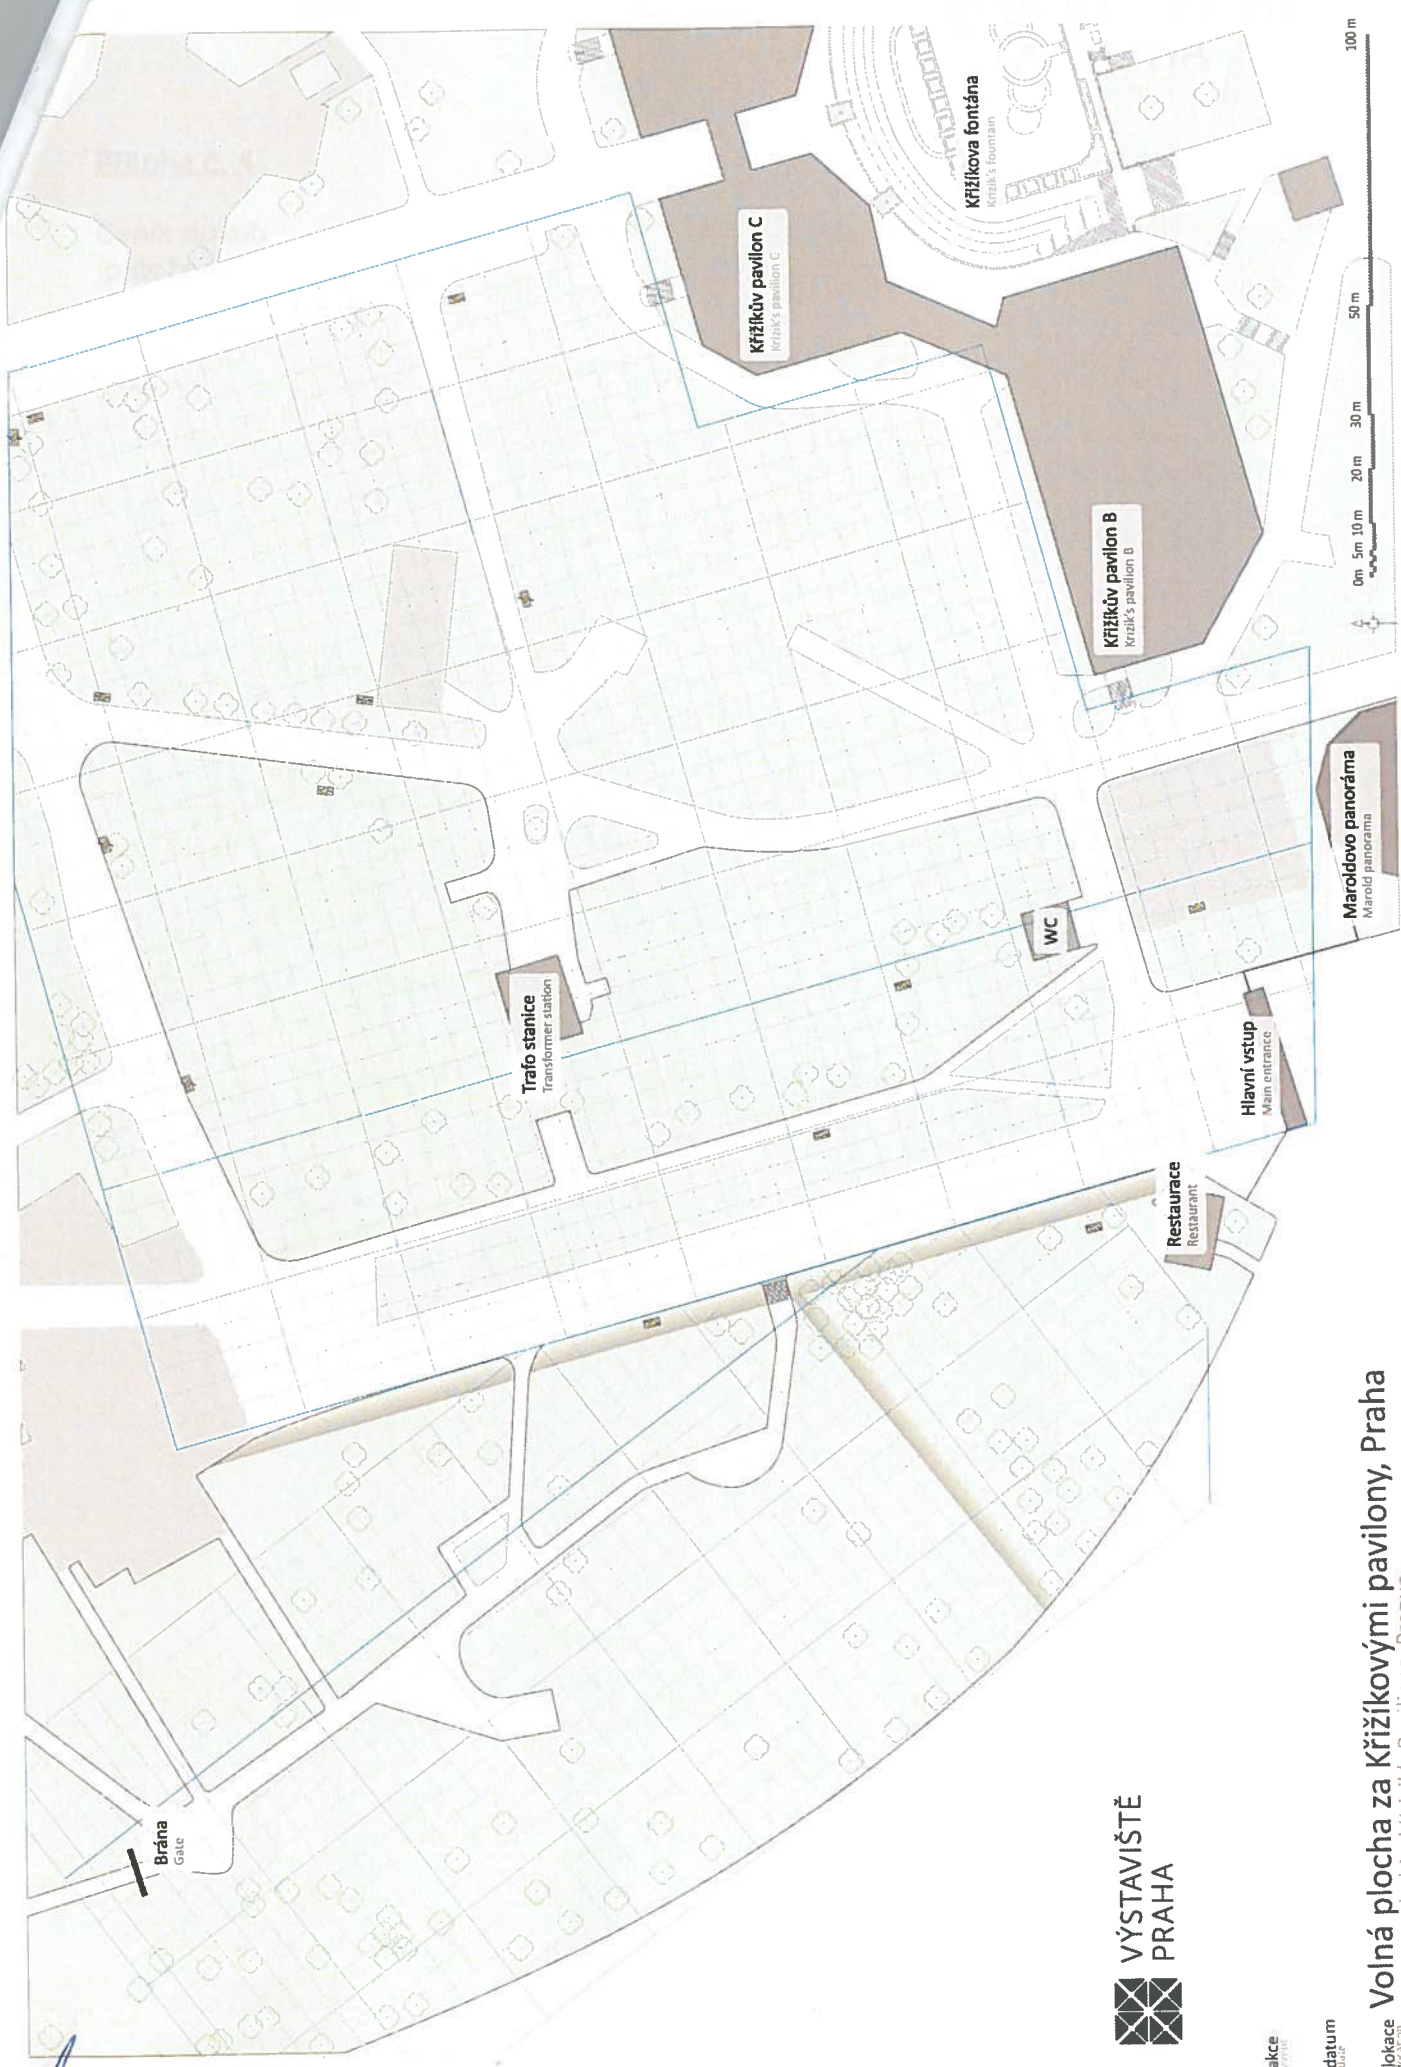 Křižíkova fontána
Krizik's fountain
Křižíkův pavilon C
Krizik's pavilion C
Křižíkův pavilon B
Krizik's pavilion B
Trafo stanice
Transformer station
WC
Maroldovo panoráma
Marold panorama
Hlavní vstup
Main entrance
Restaurace
Restaurant
Brána
Gate
0m 5m 10 m 20 m 30 m 50 m 100 m
VÝSTAVIŠTĚ
PRAHA
akce
datum
lokace Volná plocha za Křižíkovými pavilony, Praha